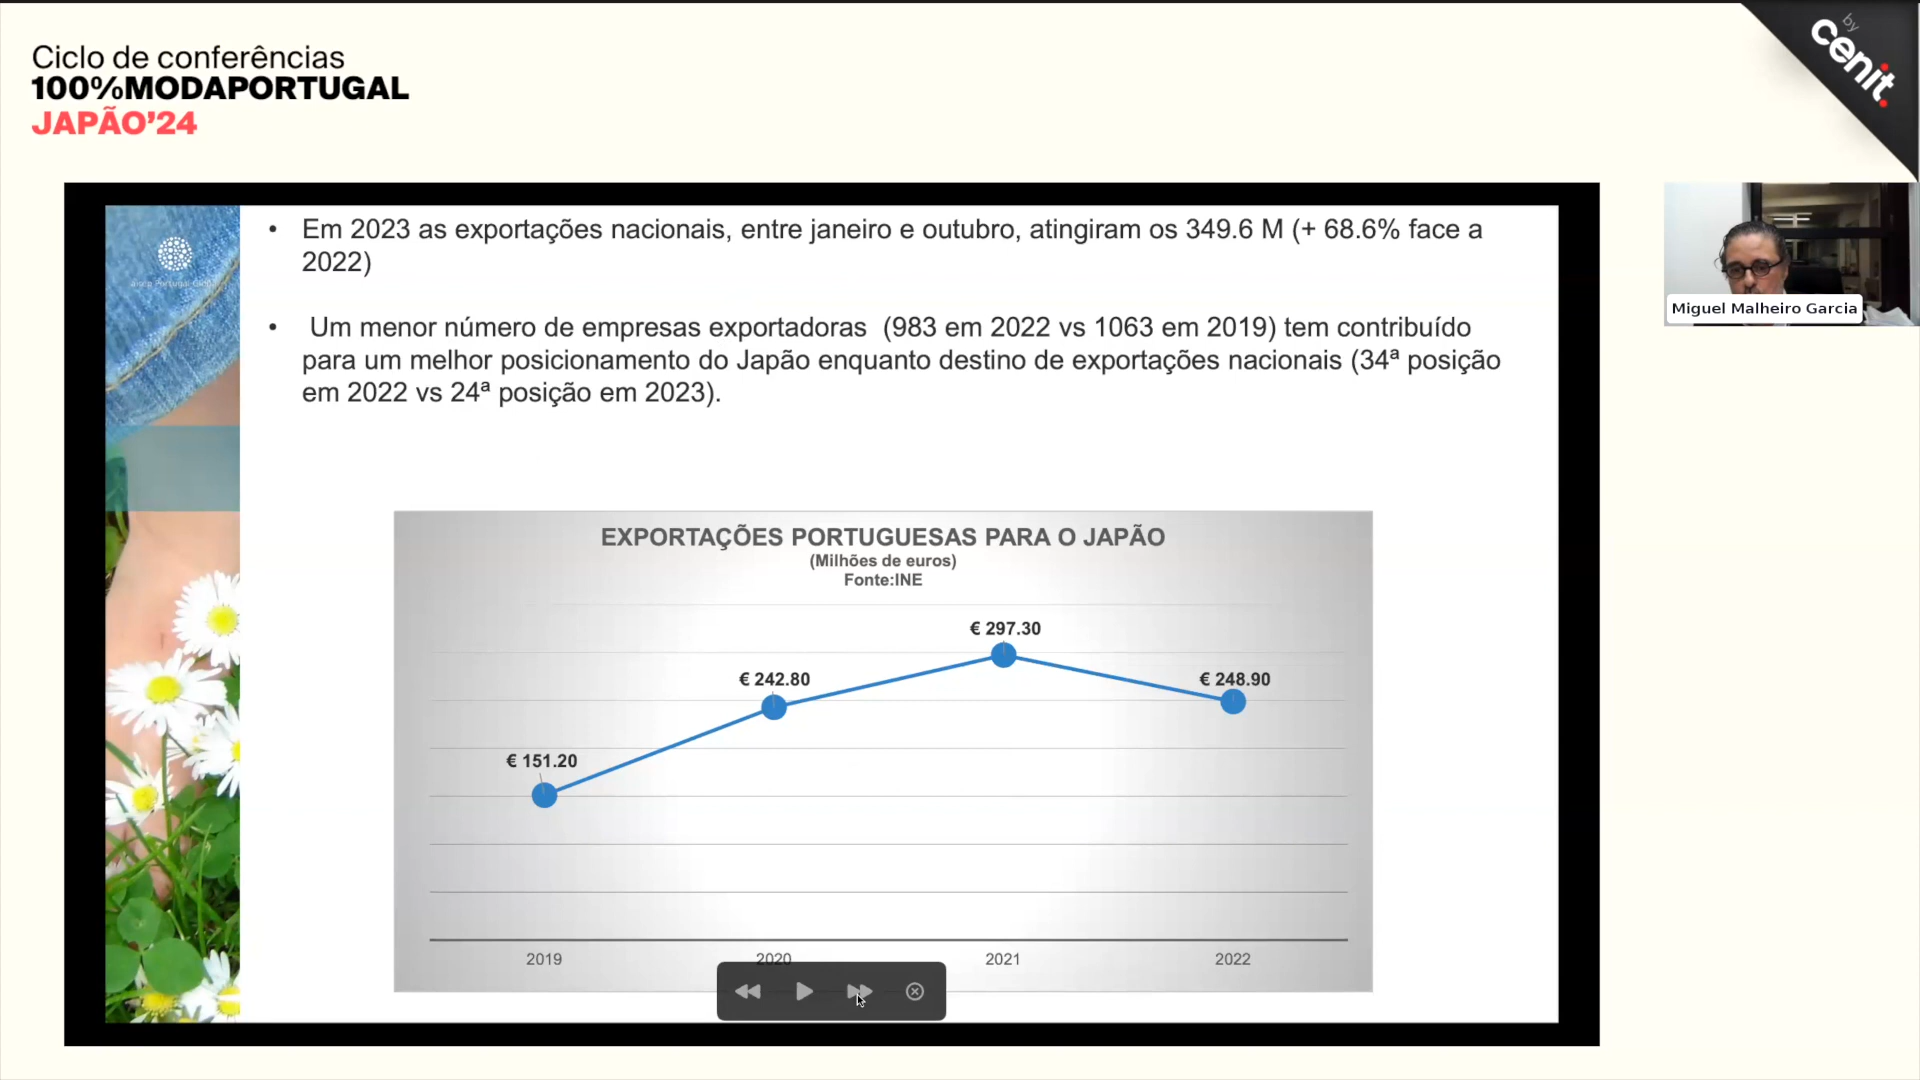 Ciclo de conferências
100%MODAPORTUGAL
JAPÃO'24
by
cenit.
• Em 2023 as exportações nacionais, entre janeiro e outubro, atingiram os 349.6 M (+ 68.6% face a
2022)
• Um menor número de empresas exportadoras (983 em 2022 vs 1063 em 2019) tem contribuído
para um melhor posicionamento do Japão enquanto destino de exportações nacionais (34ª posição
em 2022 vs 24ª posição em 2023).
Miguel Malheiro Garcia
EXPORTAÇÕES PORTUGUESAS PARA O JAPÃO
(Milhões de euros)
Fonte:INE
€ 297.30
€ 242.80
€ 248.90
€ 151.20
2019 2020 2021 2022